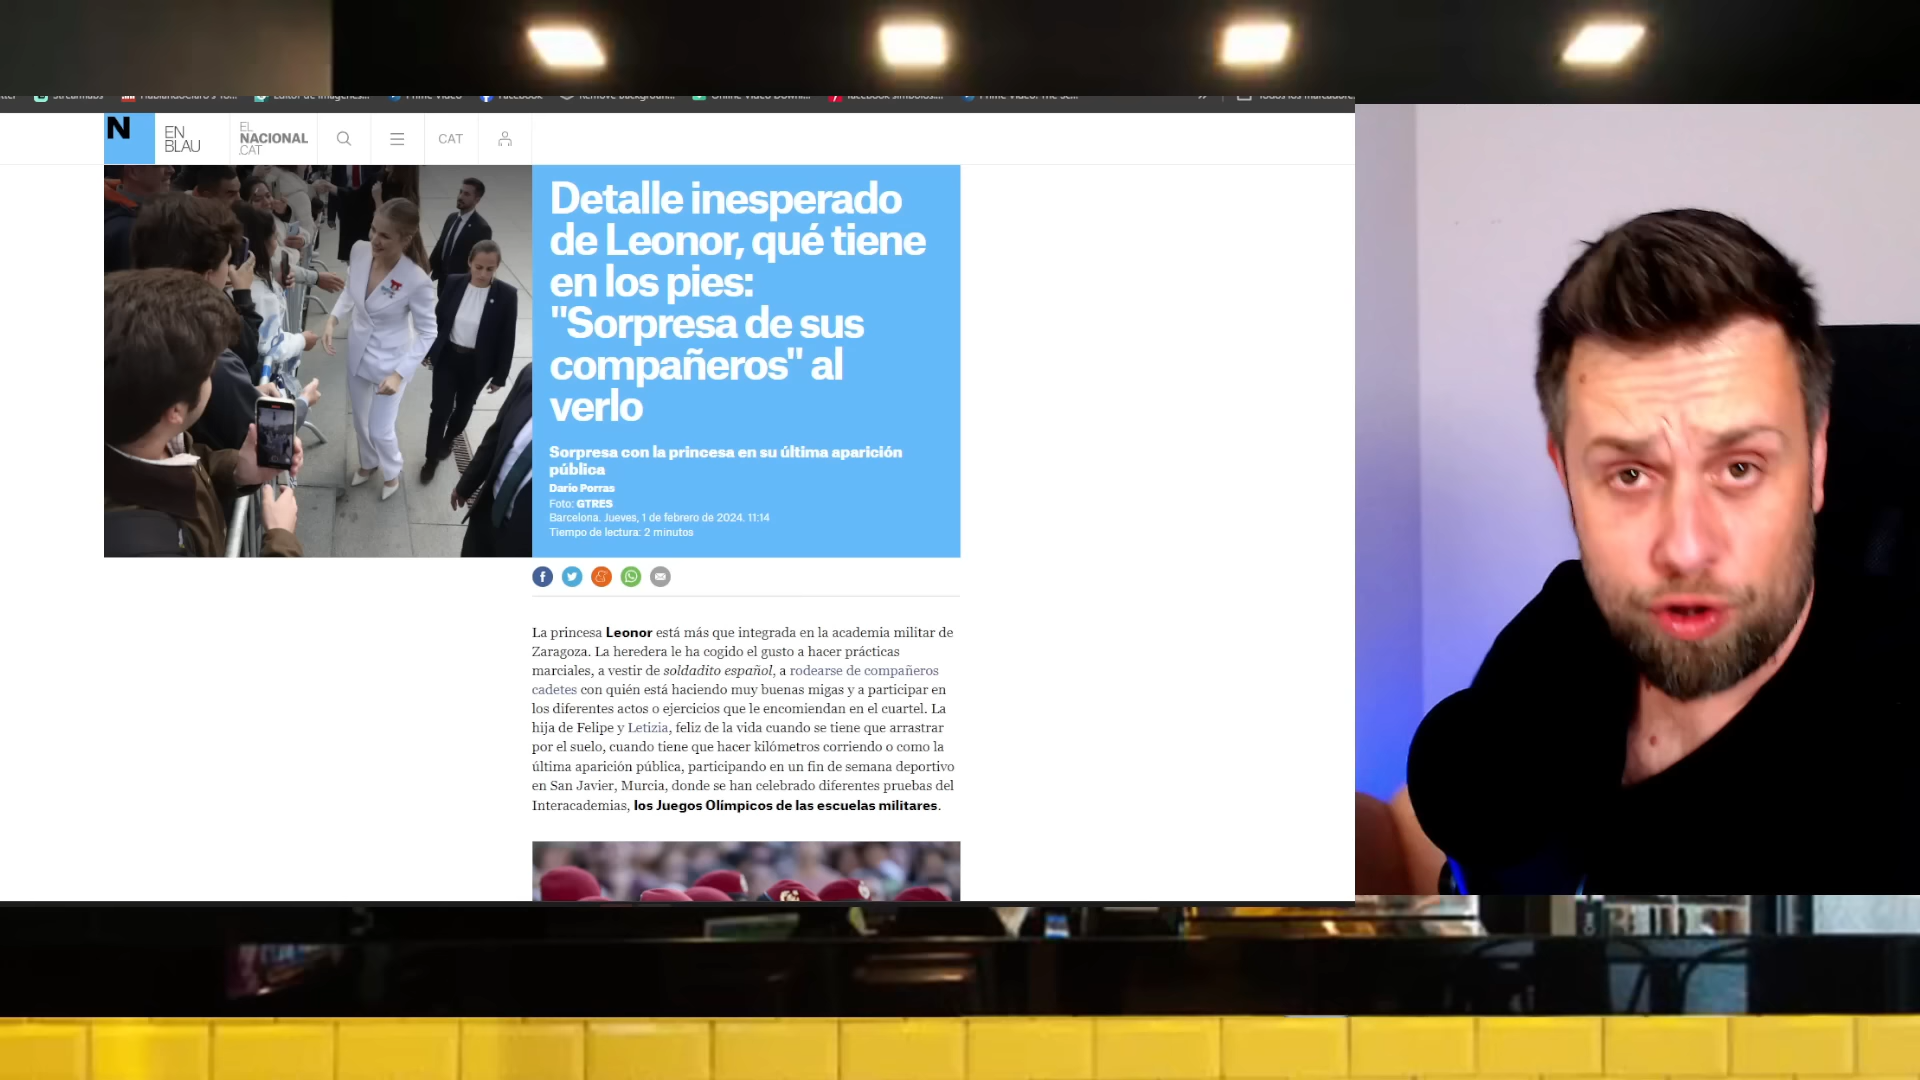 N
EN
BLAU
EL
NACIONAL
.CAT
CAT
Detalle inesperado
de Leonor, qué tiene
en los pies:
"Sorpresa de sus
compañeros" al
verlo
Sorpresa con la princesa en su última aparición
pública
Darío Porras
Foto: GTRES
Barcelona. Jueves, 1 de febrero de 2024. 11:14
Tiempo de lectura: 2 minutos
La princesa Leonor está más que integrada en la academia militar de
Zaragoza. La heredera le ha cogido el gusto a hacer prácticas
marciales, a vestir de soldadito español, a rodearse de compañeros
cadetes con quién está haciendo muy buenas migas y a participar en
los diferentes actos o ejercicios que le encomiendan en el cuartel. La
hija de Felipe y Letizia, feliz de la vida cuando se tiene que arrastrar
por el suelo, cuando tiene que hacer kilómetros corriendo o como la
última aparición pública, participando en un fin de semana deportivo
en San Javier, Murcia, donde se han celebrado diferentes pruebas del
Interacademias, los Juegos Olímpicos de las escuelas militares.